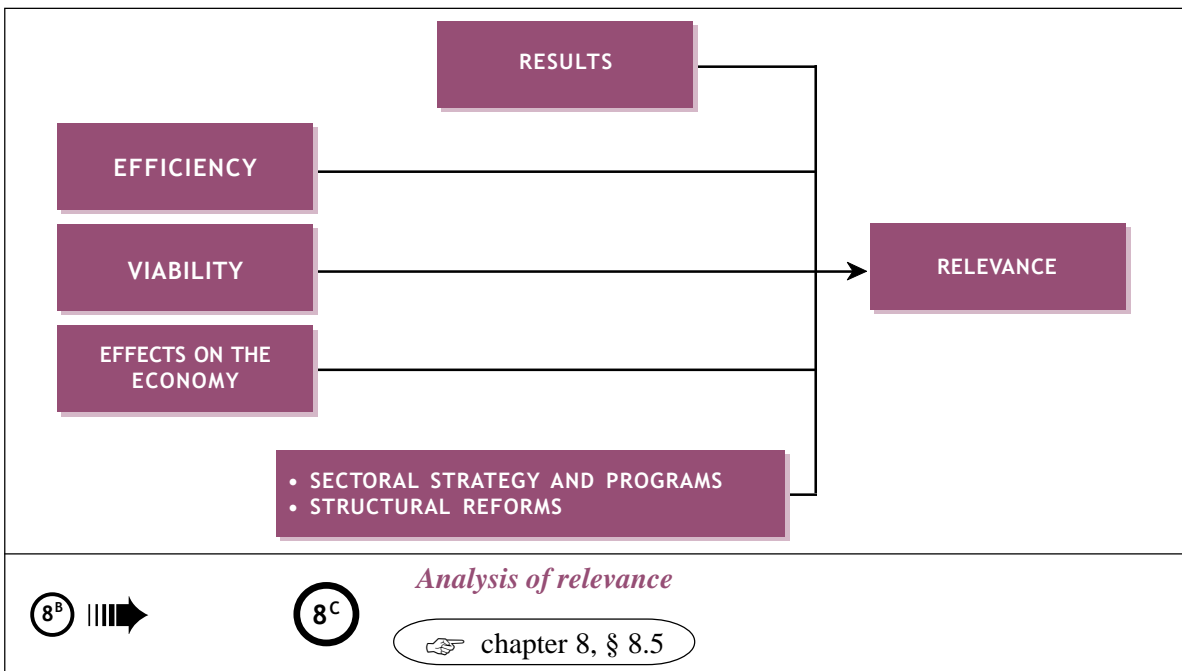 RESULTS
EFFICIENCY
VIABILITY
RELEVANCE
EFFECTS ON THE
ECONOMY
• SECTORAL STRATEGY AND PROGRAMS
• STRUCTURAL REFORMS
Analysis of relevance
8B
8C
☞ chapter 8, § 8.5